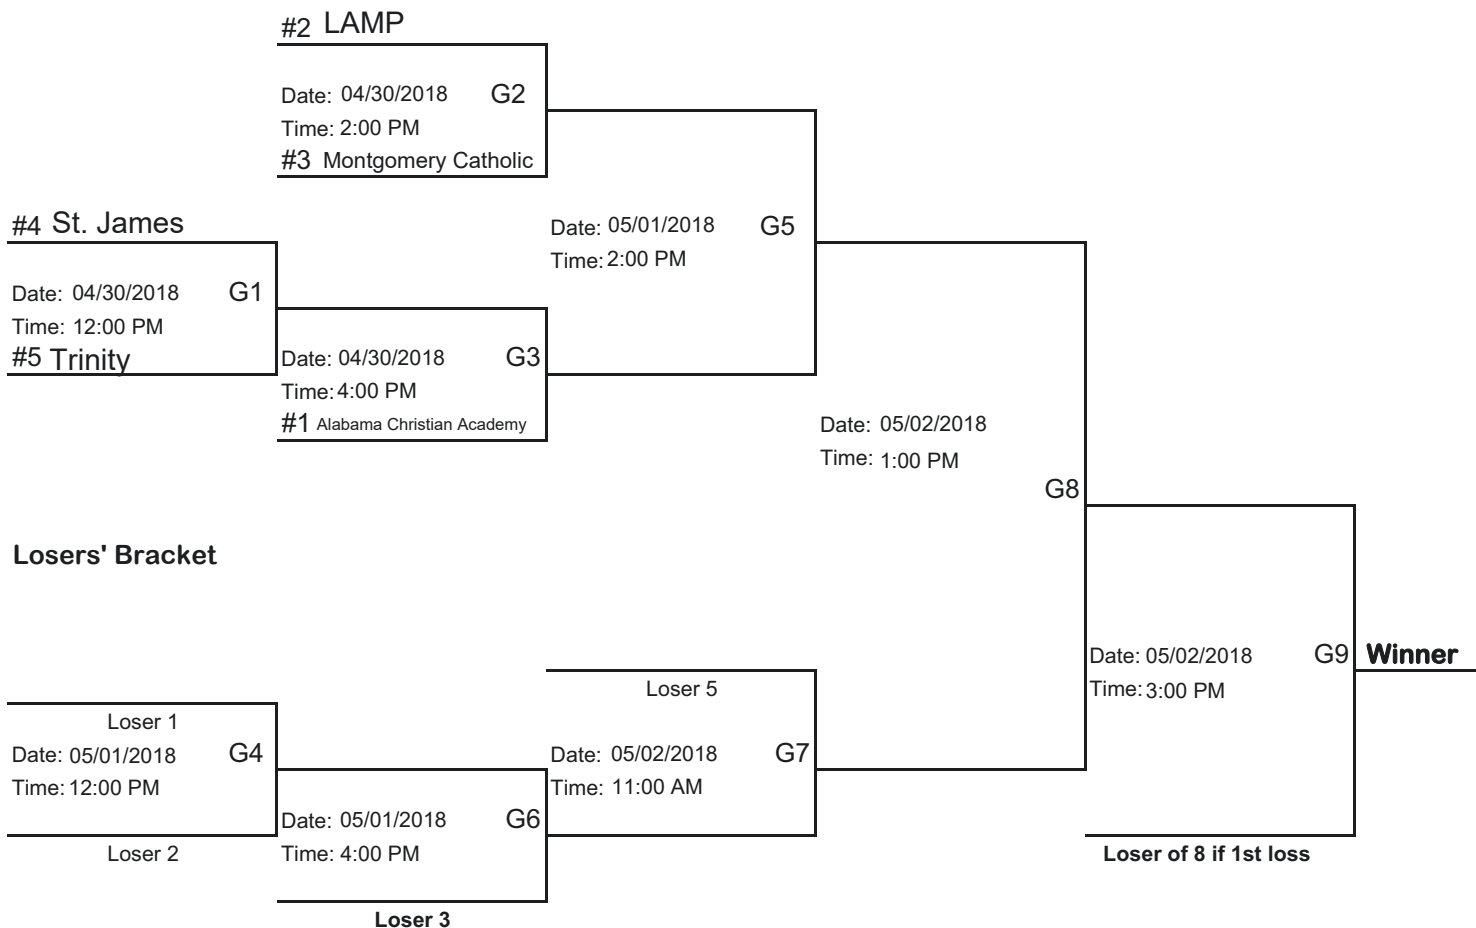 #2 LAMP
Date: 04/30/2018 G2
Time: 2:00 PM
#3 Montgomery Catholic
#4 St. James
Date: 04/30/2018 G1
Time: 12:00 PM
#5 Trinity
Date: 04/30/2018 G3
Time: 4:00 PM
#1 Alabama Christian Academy
Date: 05/01/2018 G5
Time: 2:00 PM
Date: 05/02/2018
Time: 1:00 PM
G8
Losers' Bracket
Loser 1
Date: 05/01/2018 G4
Time: 12:00 PM
Loser 2
Date: 05/01/2018 G6
Time: 4:00 PM
Loser 3
Loser 5
Date: 05/02/2018 G7
Time: 11:00 AM
Date: 05/02/2018 G9
Time: 3:00 PM
Winner
Loser of 8 if 1st loss